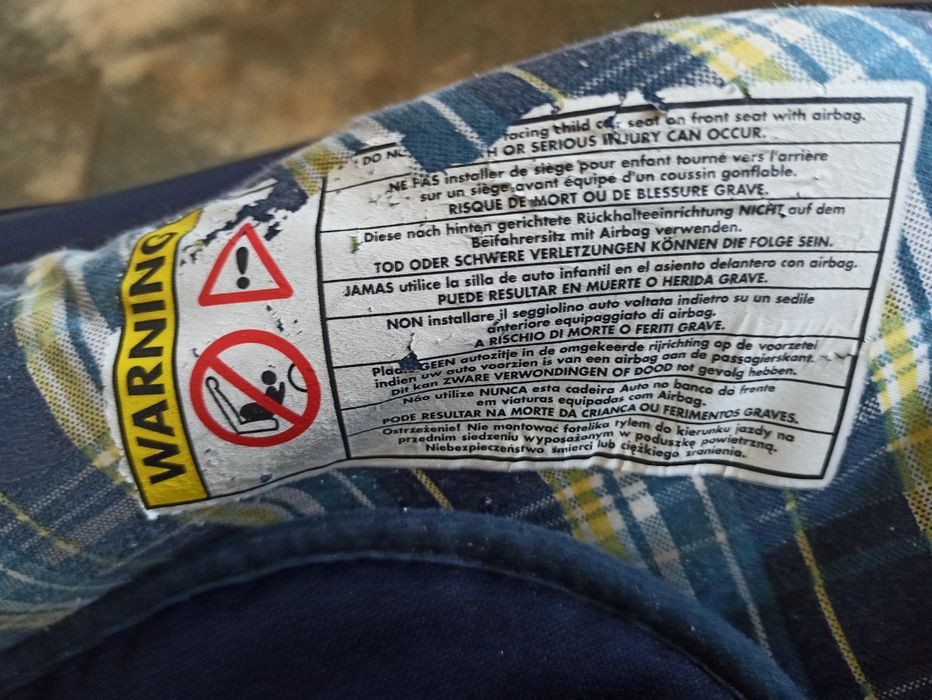 WARNING
DO facing child car seat on front seat with airbag.
OR SERIOUS INJURY CAN OCCUR.
NE PAS installer de siège pour enfant tourné vers l'arrière
sur un siège avant équipé d'un coussin gonflable.
RISQUE DE MORT OU DE BLESSURE GRAVE.
Diese nach hinten gerichtete Rückhalteeinrichtung NICHT auf dem
Beifahrersitz mit Airbag verwenden.
TOD ODER SCHWERE VERLETZUNGEN KÖNNEN DIE FOLGE SEIN.
JAMAS utilice la silla de auto infantil en el asiento delantero con airbag.
PUEDE RESULTAR EN MUERTE O HERIDA GRAVE.
NON installare il seggiolino auto voltata indietro su un sedile
anteriore equipaggiato di airbag.
A RISCHIO DI MORTE O FERITI GRAVE.
GEEN autozitje in de omgekeerde rijrichting op de voorzetel
indien uw auto voorzien is van een airbag aan de passagierskant.
Dit kan ZWARE VERWONDINGEN OF DOOD tot gevolg hebben.
Não utilize NUNCA esta cadeira Auto no banco da frente
em viaturas equipadas com Airbag.
PODE RESULTAR NA MORTE DA CRIANCA OU FERIMENTOS GRAVES.
Ostrzeżenie! Nie montować fotelika tyłem do kierunku jazdy na
przednim siedzeniu wyposażonym w poduszkę powietrzną.
Niebezpieczeństwo śmierci lub ciężkiego zranienia.